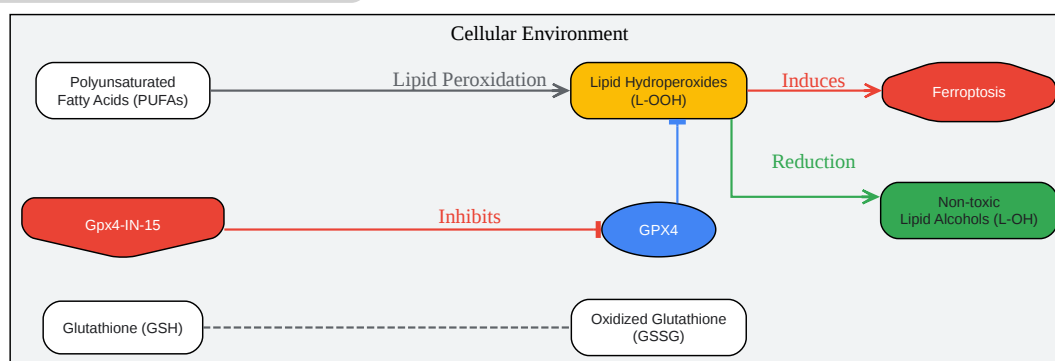 Cellular Environment
Polyunsaturated
Fatty Acids (PUFAs)
Lipid Peroxidation
Lipid Hydroperoxides
(L-OOH)
Induces
Ferroptosis
Reduction
Non-toxic
Lipid Alcohols (L-OH)
Gpx4-IN-15
Inhibits
GPX4
Glutathione (GSH)
Oxidized Glutathione
(GSSG)